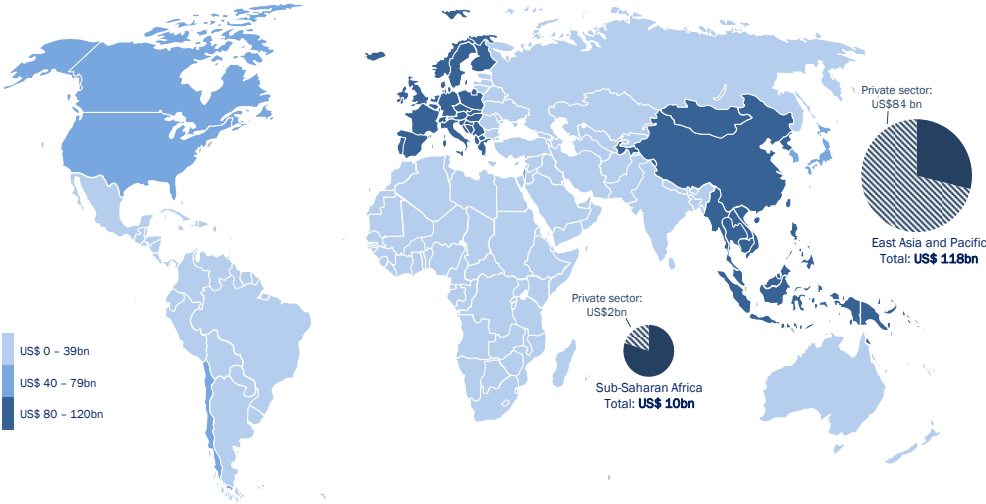 Private sector:
US$84 bn
East Asia and Pacific
Total: US$ 118bn
Private sector:
US$2bn
Sub-Saharan Africa
Total: US$ 10bn
US$ 0 – 39bn
US$ 40 – 79bn
US$ 80 – 120bn